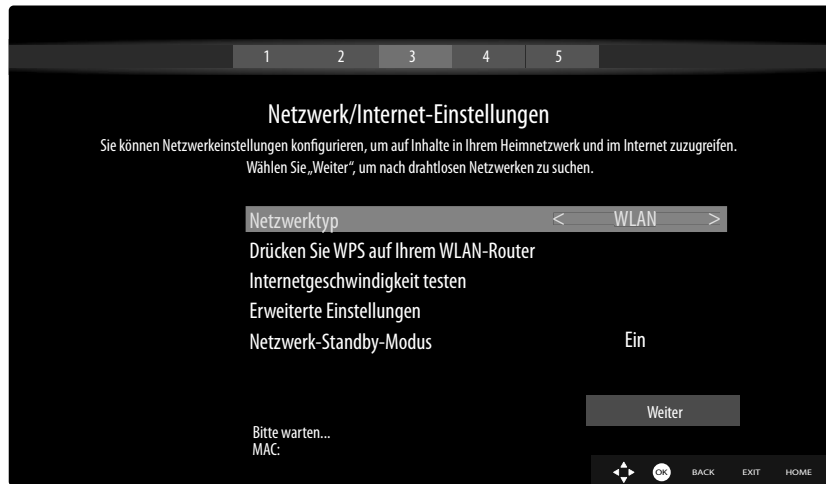 1 2 3 4 5
Netzwerk/Internet-Einstellungen
Sie können Netzwerkeinstellungen konfigurieren, um auf Inhalte in Ihrem Heimnetzwerk und im Internet zuzugreifen.
Wählen Sie „Weiter“, um nach drahtlosen Netzwerken zu suchen.
Netzwerktyp < WLAN >
Drücken Sie WPS auf Ihrem WLAN-Router
Internetgeschwindigkeit testen
Erweiterte Einstellungen
Netzwerk-Standby-Modus Ein
Weiter
Bitte warten...
MAC:
OK BACK EXIT HOME